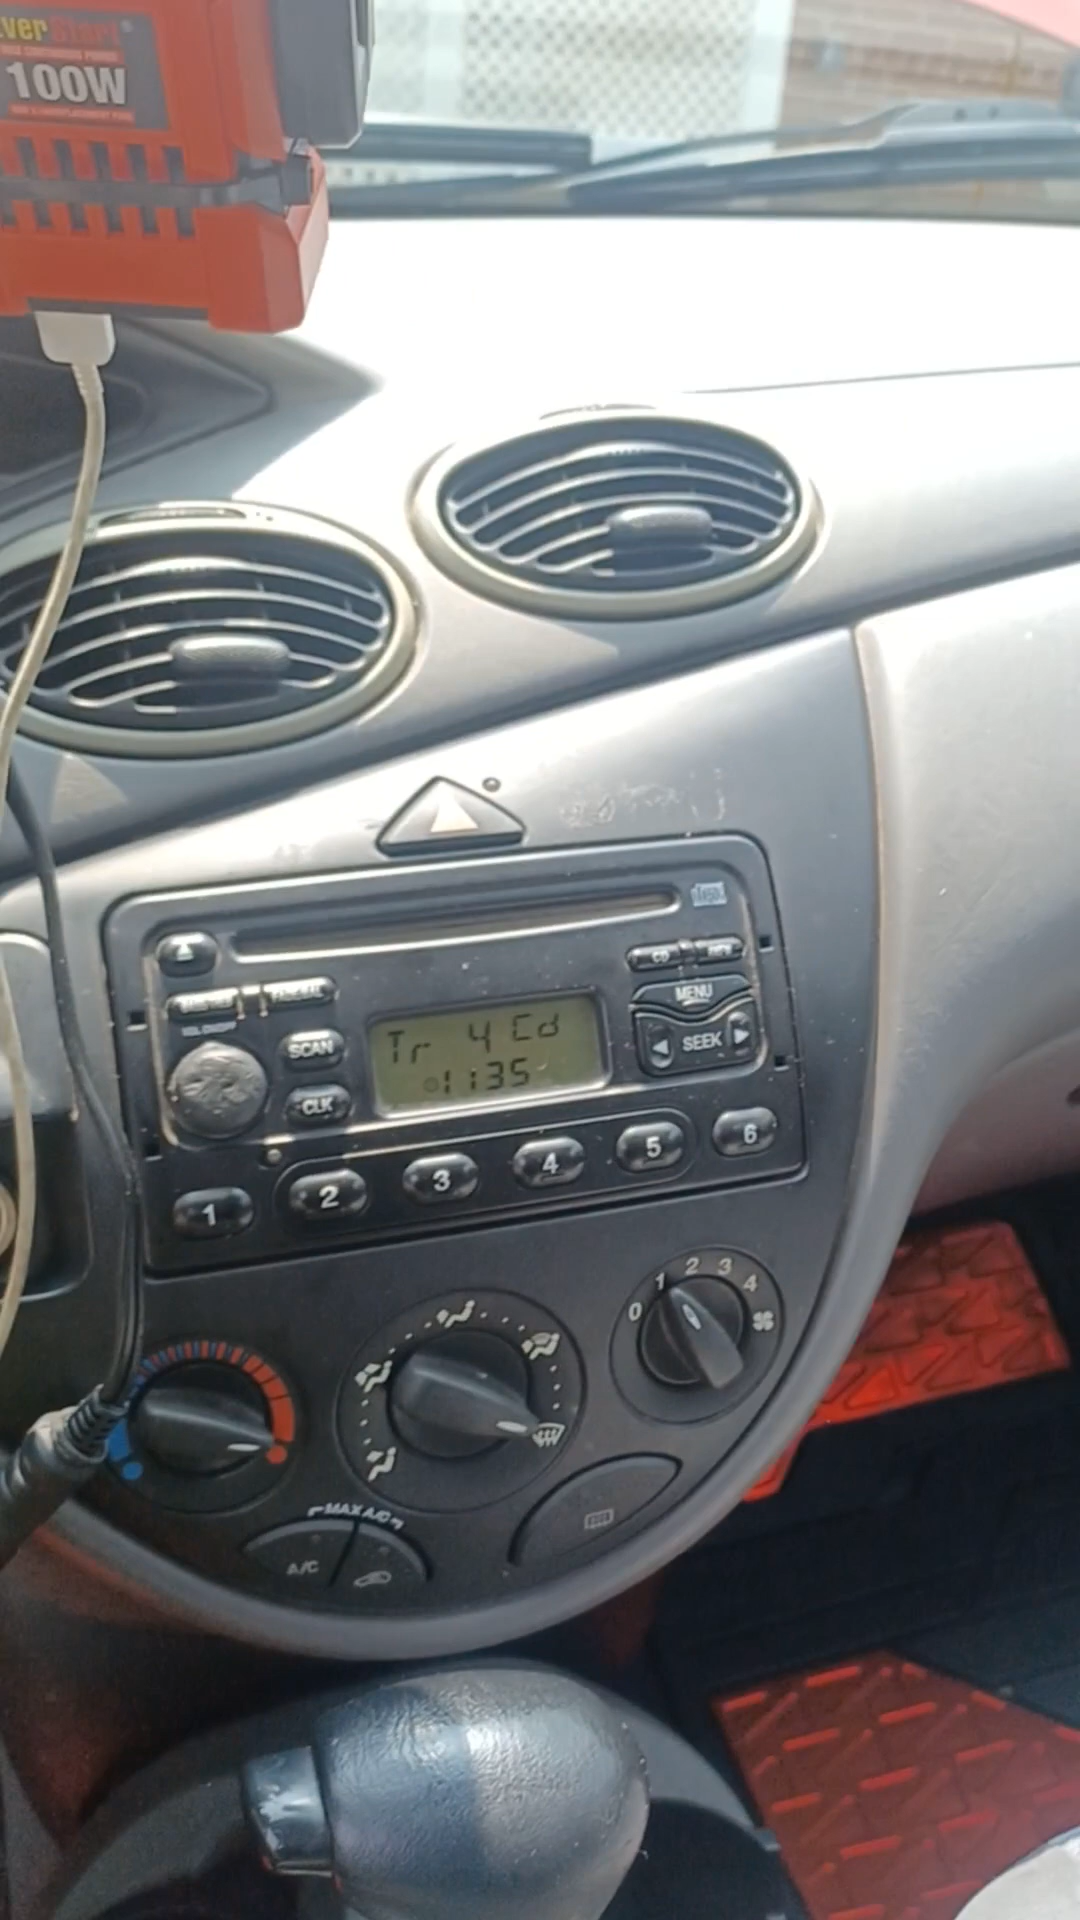 100W
CD
MENU
SCAN
SEEK
Tr 4 Cd
1135
CLK
1 2 3 4 5 6
0 1 2 3 4
MAX A/C
A/C